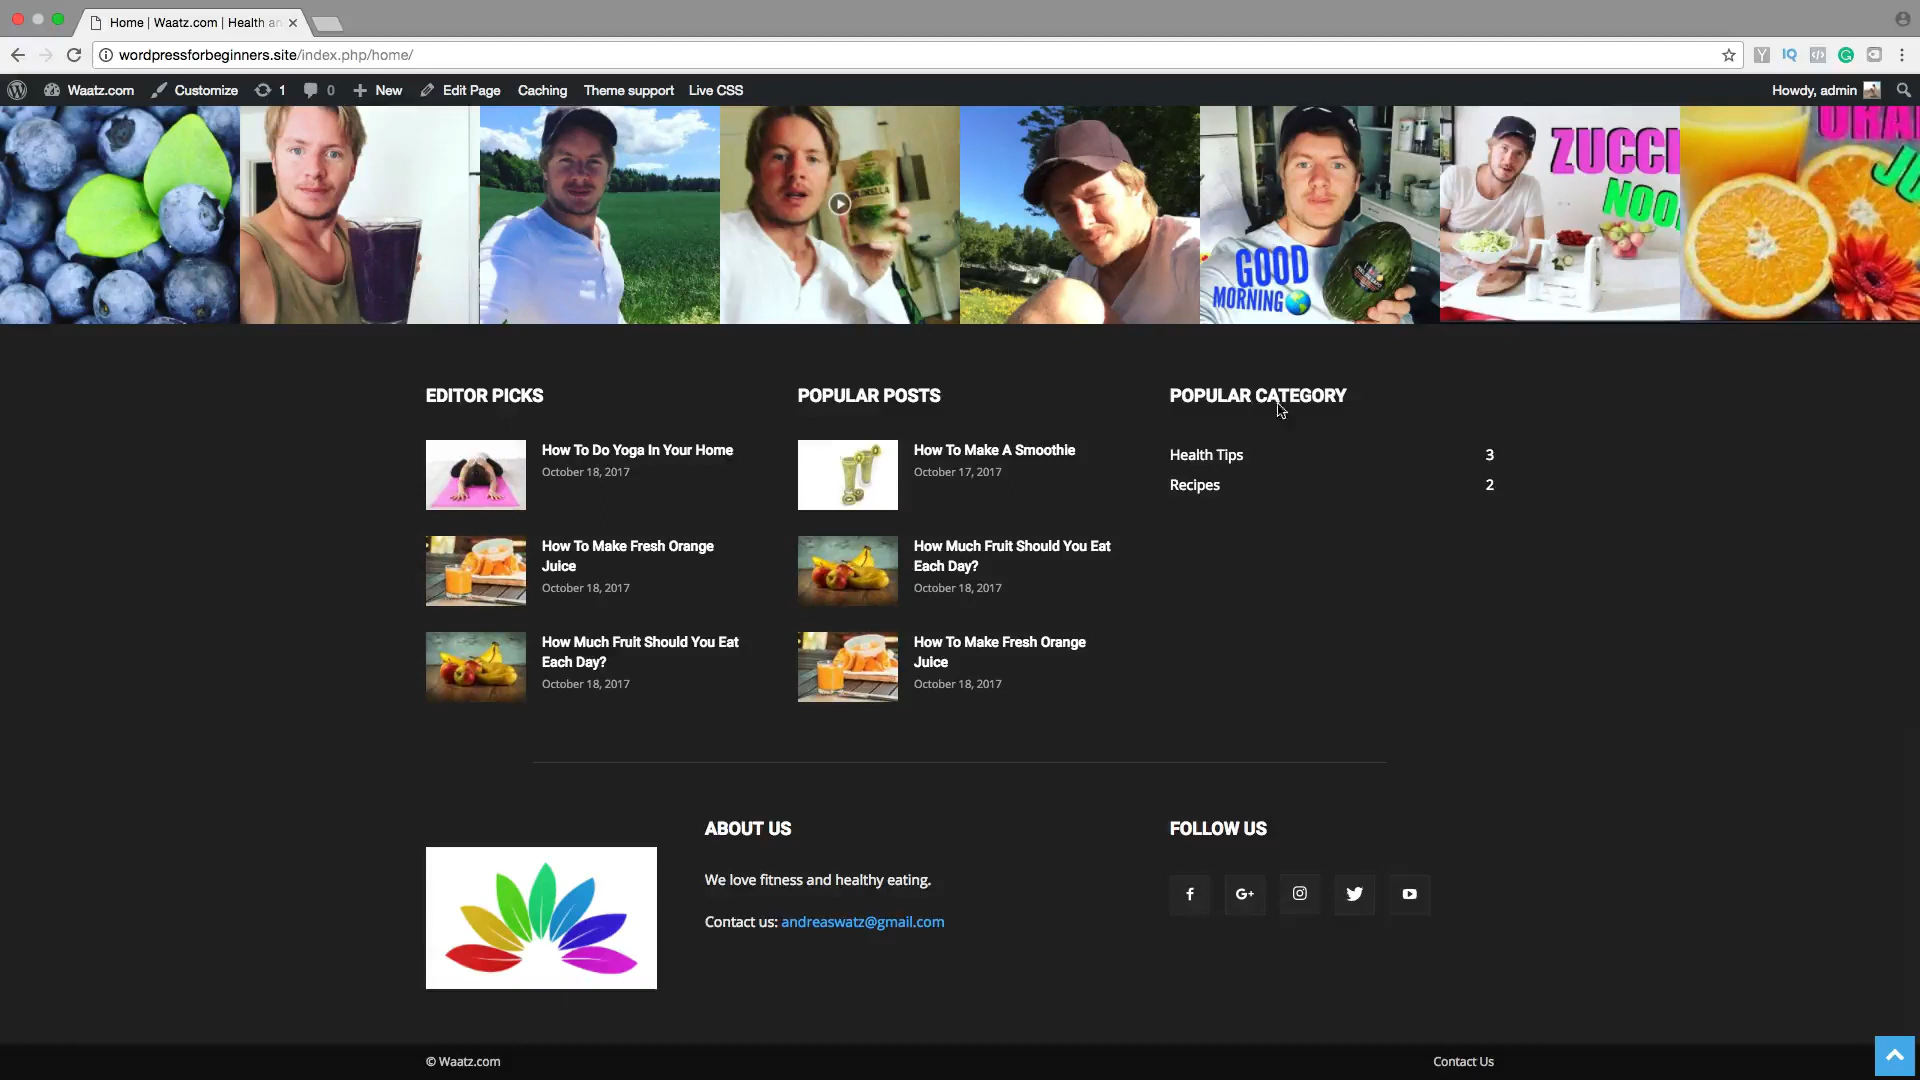 Home | Waatz.com | Health an
wordpressforbeginners.site/index.php/home/
IQ
Waatz.com Customize 1 0 New Edit Page Caching Theme support Live CSS Howdy, admin
GOOD
MORNING
ZUCCI
NOO
ORA
JU
EDITOR PICKS
How To Do Yoga In Your Home
October 18, 2017
How To Make Fresh Orange
Juice
October 18, 2017
How Much Fruit Should You Eat
Each Day?
October 18, 2017
POPULAR POSTS
How To Make A Smoothie
October 17, 2017
How Much Fruit Should You Eat
Each Day?
October 18, 2017
How To Make Fresh Orange
Juice
October 18, 2017
POPULAR CATEGORY
Health Tips 3
Recipes 2
ABOUT US
We love fitness and healthy eating.
Contact us: andreaswatz@gmail.com
FOLLOW US
© Waatz.com
Contact Us